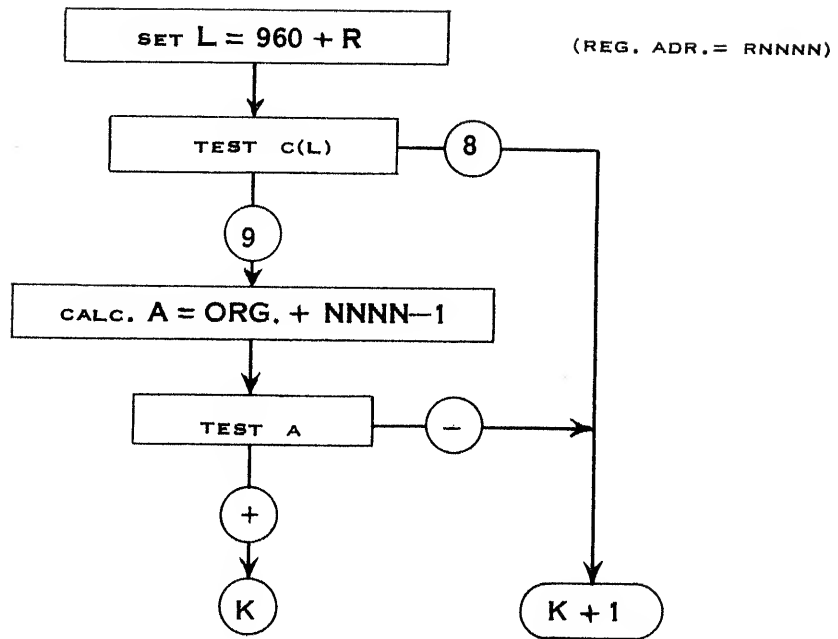 SET L = 960 + R
(REG. ADR. = RNNNN)
TEST C(L)
8
9
CALC. A = ORG. + NNNN—1
TEST A
—
+
K
K + 1